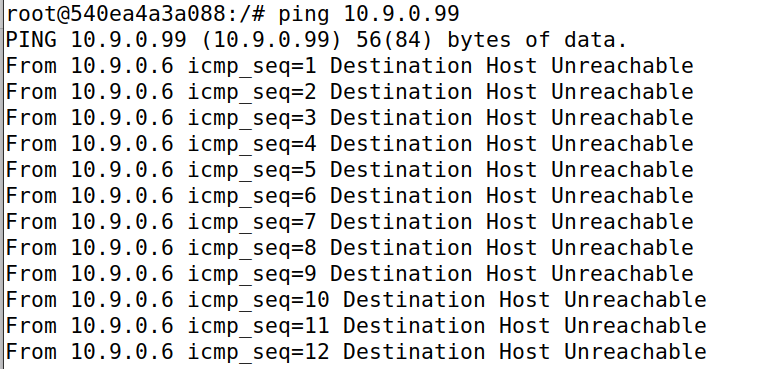 root@540ea4a3a088:/# ping 10.9.0.99
PING 10.9.0.99 (10.9.0.99) 56(84) bytes of data.
From 10.9.0.6 icmp_seq=1 Destination Host Unreachable
From 10.9.0.6 icmp_seq=2 Destination Host Unreachable
From 10.9.0.6 icmp_seq=3 Destination Host Unreachable
From 10.9.0.6 icmp_seq=4 Destination Host Unreachable
From 10.9.0.6 icmp_seq=5 Destination Host Unreachable
From 10.9.0.6 icmp_seq=6 Destination Host Unreachable
From 10.9.0.6 icmp_seq=7 Destination Host Unreachable
From 10.9.0.6 icmp_seq=8 Destination Host Unreachable
From 10.9.0.6 icmp_seq=9 Destination Host Unreachable
From 10.9.0.6 icmp_seq=10 Destination Host Unreachable
From 10.9.0.6 icmp_seq=11 Destination Host Unreachable
From 10.9.0.6 icmp_seq=12 Destination Host Unreachable